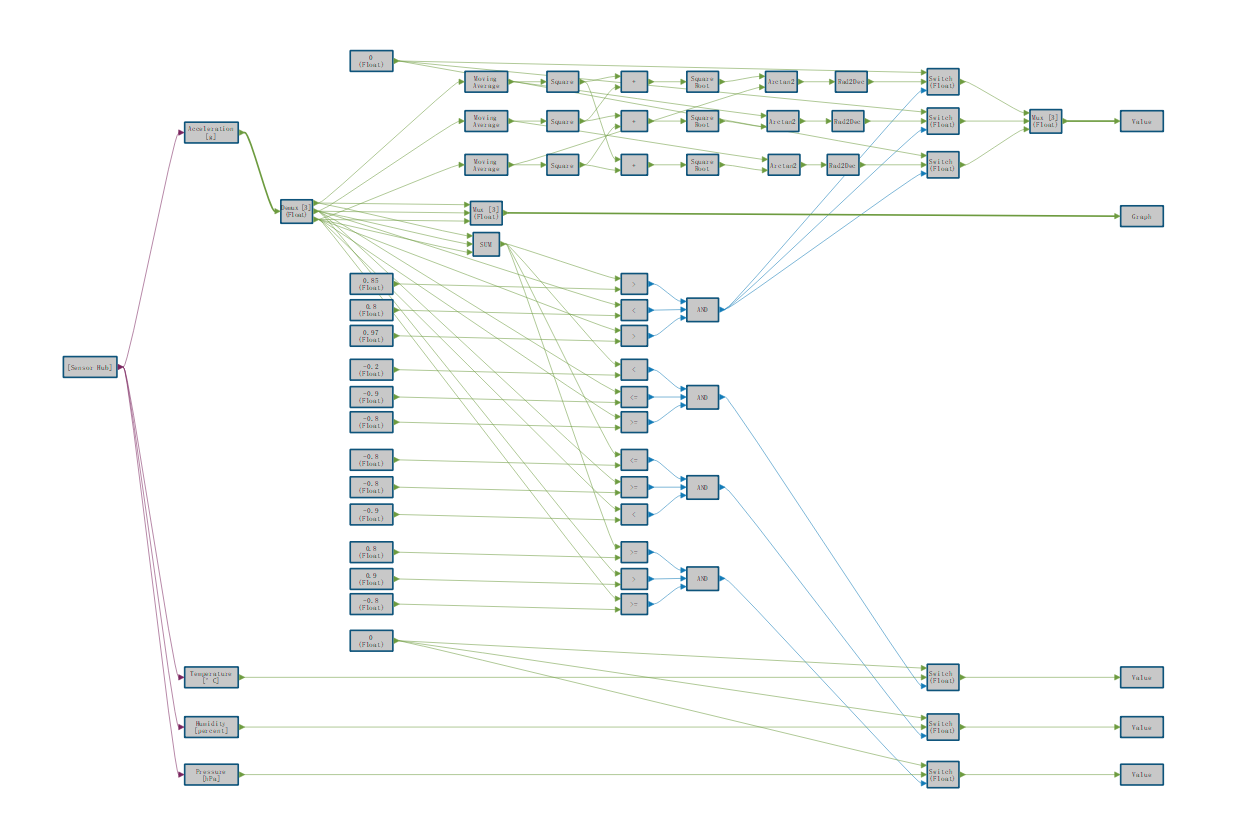 0
(Float)
Moving
Average
Square
+
Square
Root
Arctan2
Rad2Dec
Switch
(Float)
Moving
Average
Square
+
Square
Root
Arctan2
Rad2Dec
Switch
(Float)
Mux [3]
(Float)
Value
Acceleration
[g]
Moving
Average
Square
+
Square
Root
Arctan2
Rad2Dec
Switch
(Float)
Demux [3]
(Float)
Mux [3]
(Float)
Graph
SUM
0.85
(Float)
>
0.8
(Float)
<
AND
0.97
(Float)
>
[Sensor Hub]
-0.2
(Float)
<
-0.9
(Float)
<=
AND
-0.8
(Float)
>=
-0.8
(Float)
<=
-0.8
(Float)
>=
AND
-0.9
(Float)
<
0.8
(Float)
>=
0.9
(Float)
>
AND
-0.8
(Float)
>=
0
(Float)
Temperature
[° C]
Switch
(Float)
Value
Humidity
[percent]
Switch
(Float)
Value
Pressure
[hPa]
Switch
(Float)
Value